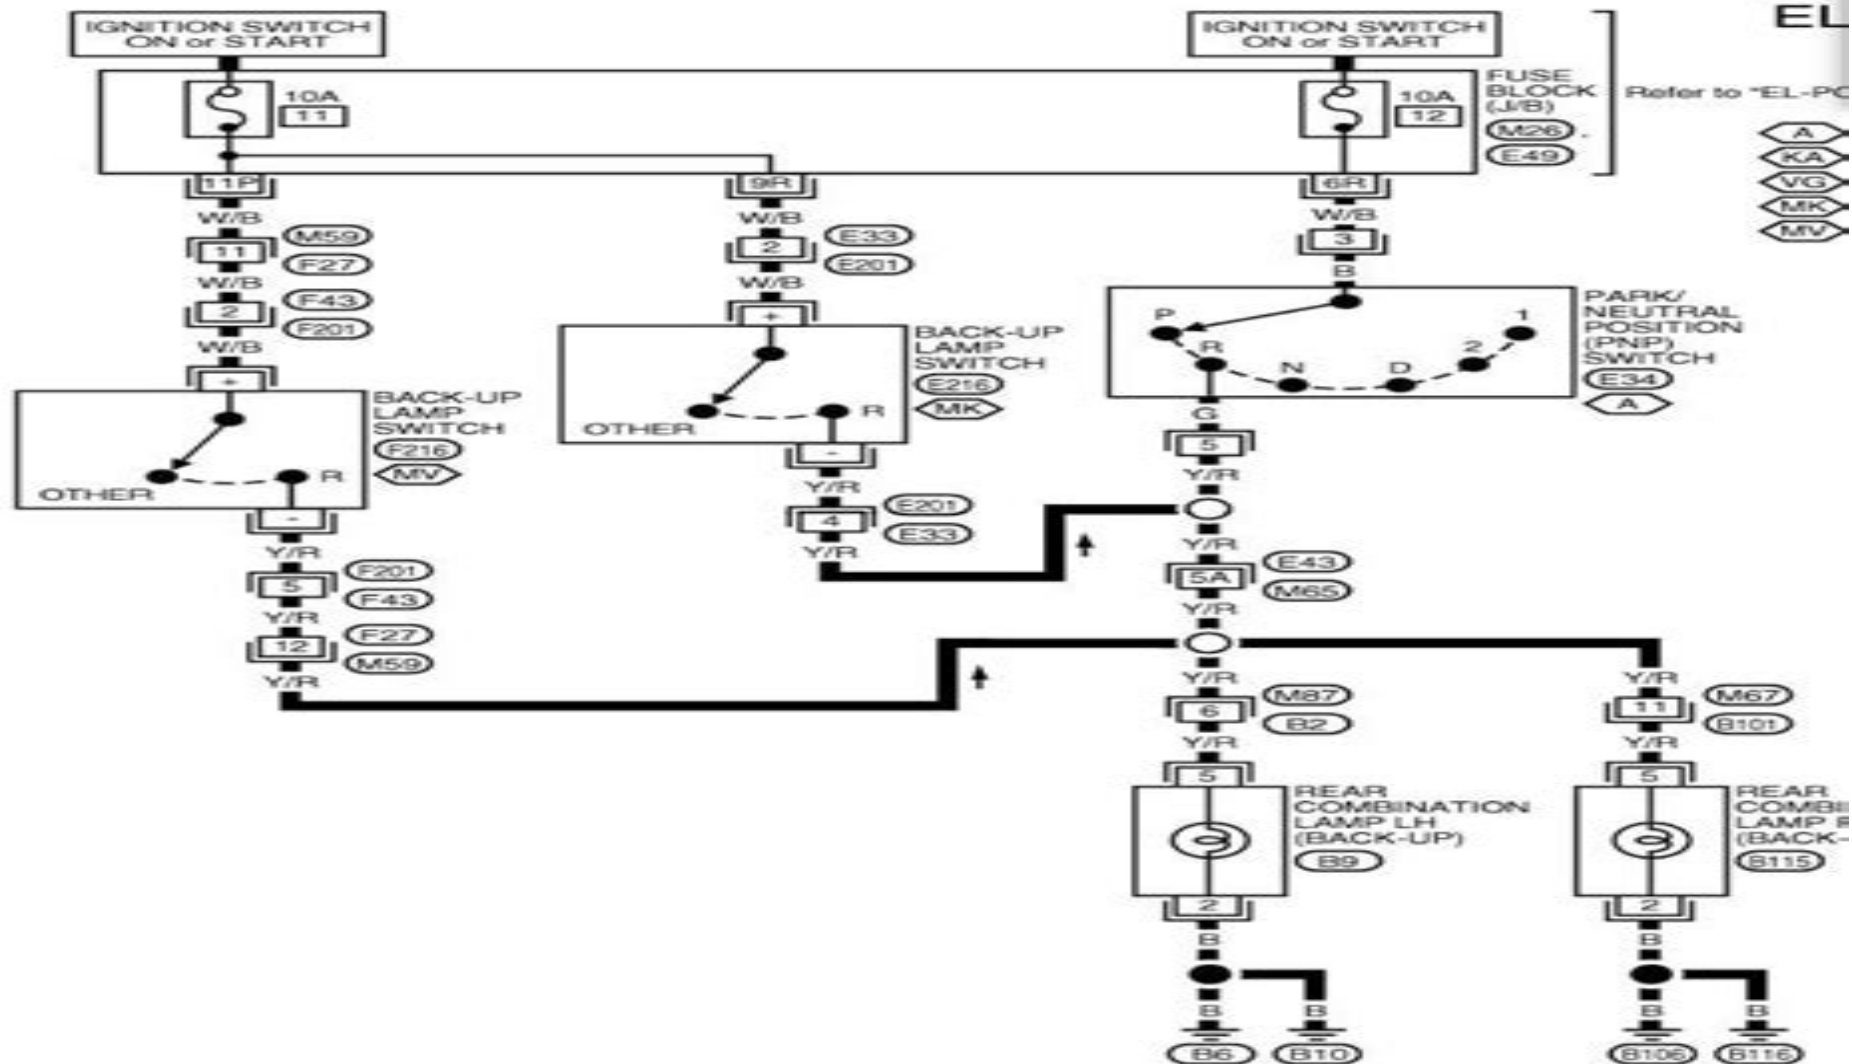 IGNITION SWITCH
ON or START
IGNITION SWITCH
ON or START
EL
10A
11
10A
12
FUSE
BLOCK
(J/B)
M26
E49
Refer to "EL-PO
A
KA
VG
MK
MV
11P
9R
6R
W/B
W/B
W/B
11
M59
F27
2
E33
E201
3
W/B
W/B
B
2
F43
F201
W/B
+
+
BACK-UP
LAMP
SWITCH
E216
MK
OTHER
R
-
P
R
N
D
2
1
PARK/
NEUTRAL
POSITION
(PNP)
SWITCH
E34
A
BACK-UP
LAMP
SWITCH
F216
MV
OTHER
R
-
G
5
Y/R
Y/R
4
E201
E33
Y/R
Y/R
5
F201
F43
Y/R
12
F27
M59
Y/R
Y/R
5A
E43
M65
Y/R
Y/R
6
M87
B2
Y/R
5
Y/R
11
M67
B101
Y/R
5
REAR
COMBINATION
LAMP LH
(BACK-UP)
B9
REAR
COMBI
LAMP
(BACK-
B115
2
2
B
B
B
B
B
B
B6
B10
B106
B116